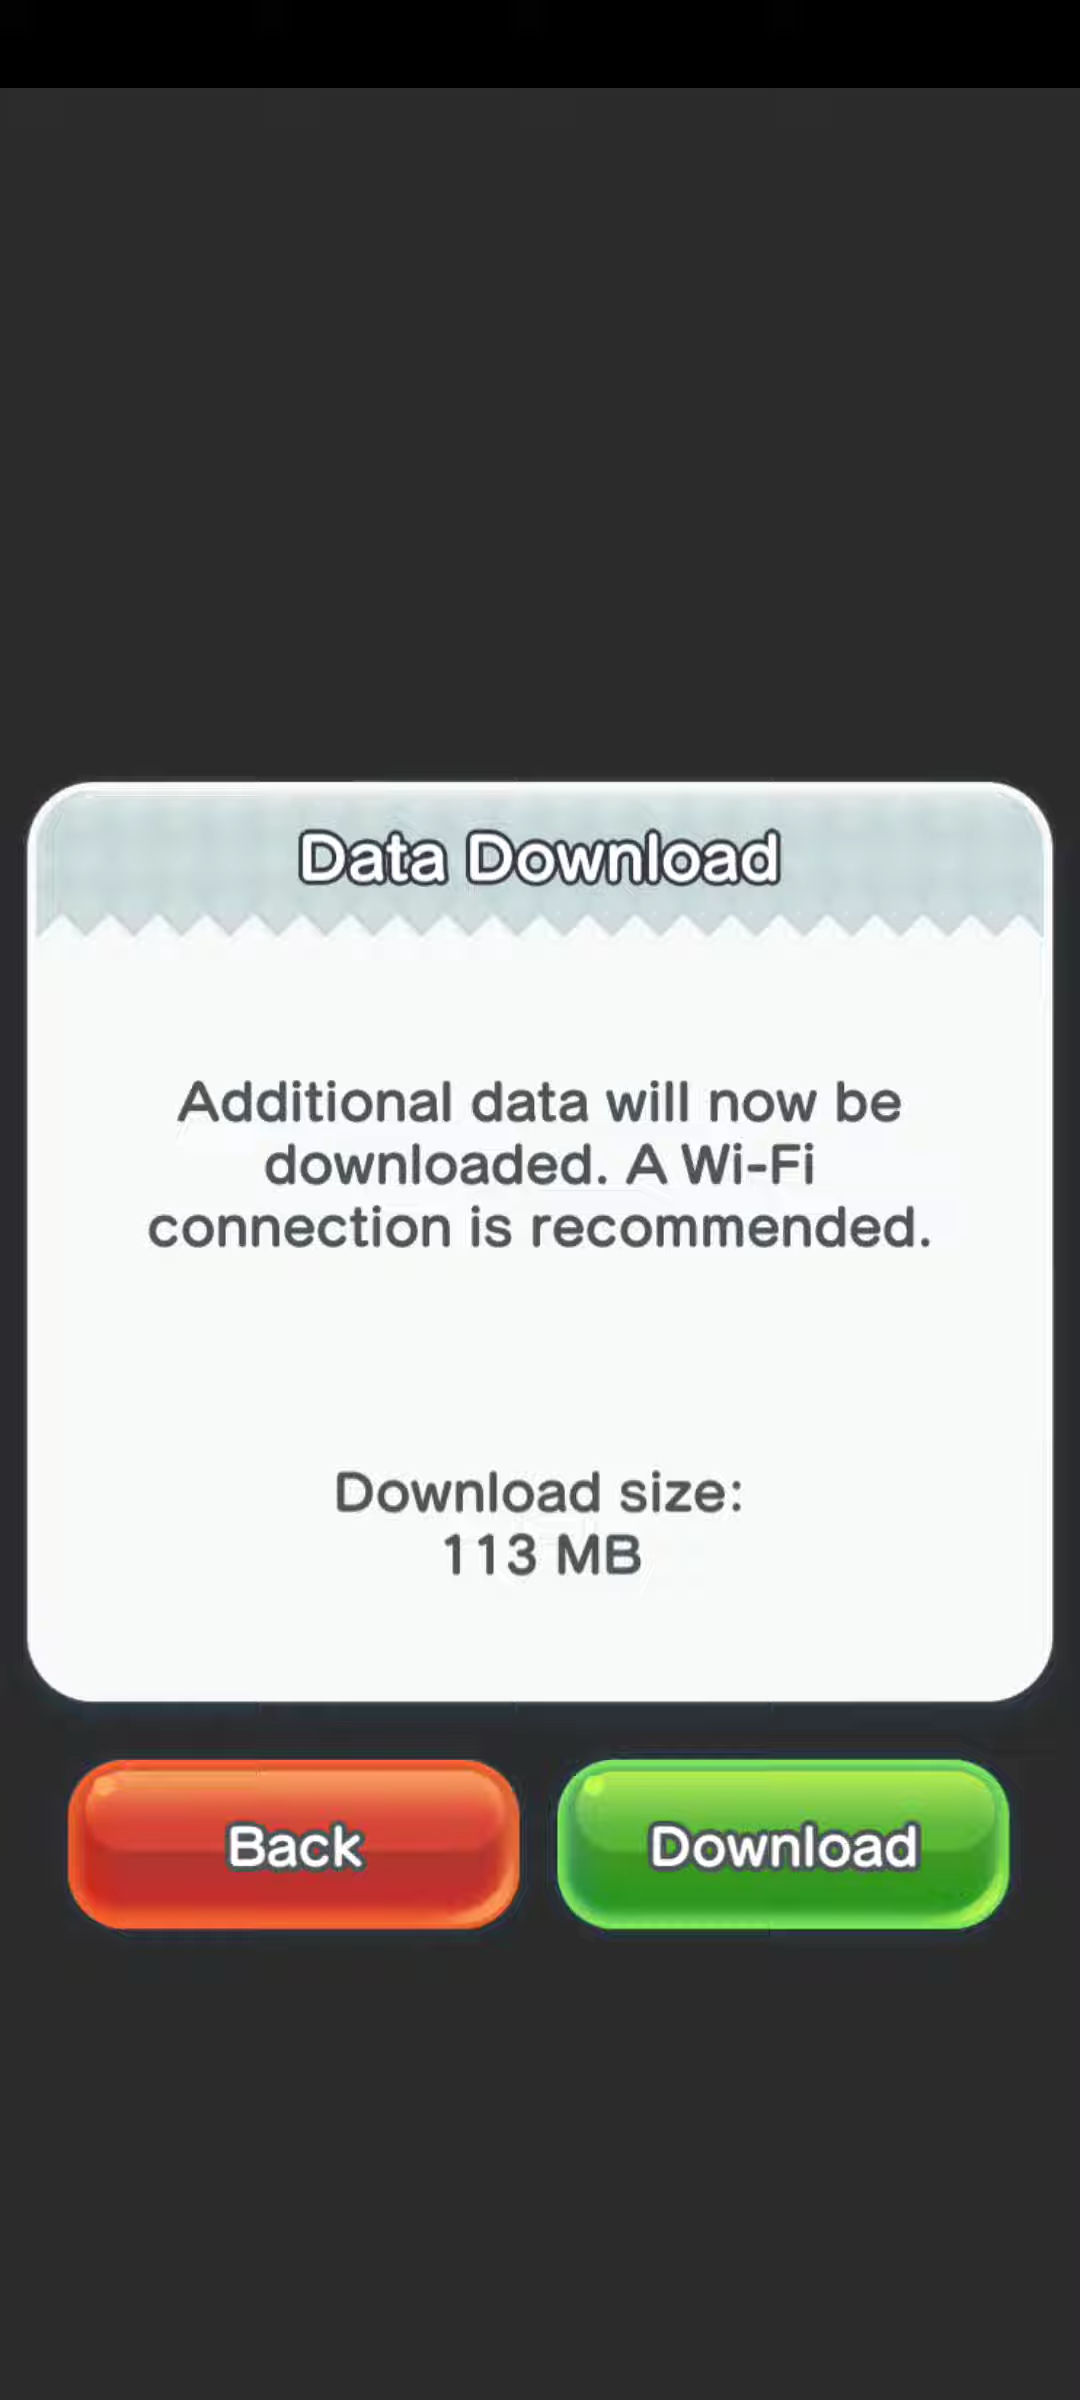 Data Download
Additional data will now be
downloaded. A Wi-Fi
connection is recommended.
Download size:
113 MB
Back
Download